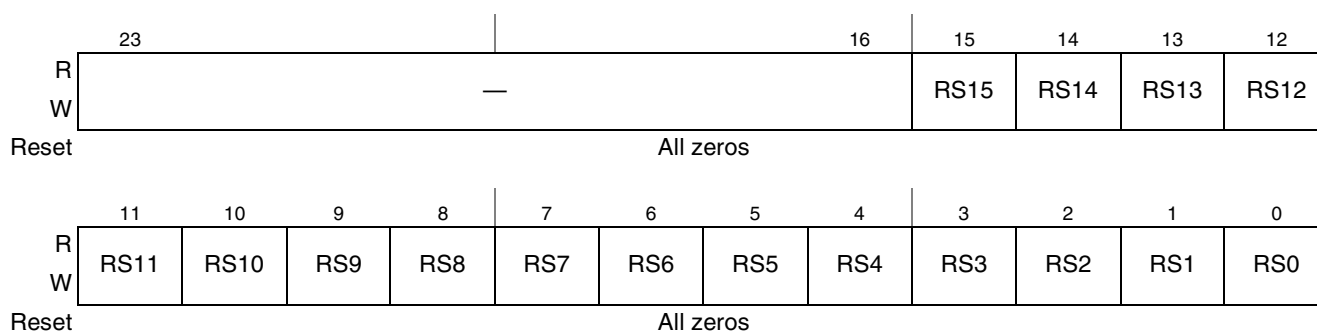 23 16 15 14 13 12
R
W
— RS15 RS14 RS13 RS12
Reset All zeros
11 10 9 8 7 6 5 4 3 2 1 0
R
W
RS11 RS10 RS9 RS8 RS7 RS6 RS5 RS4 RS3 RS2 RS1 RS0
Reset All zeros